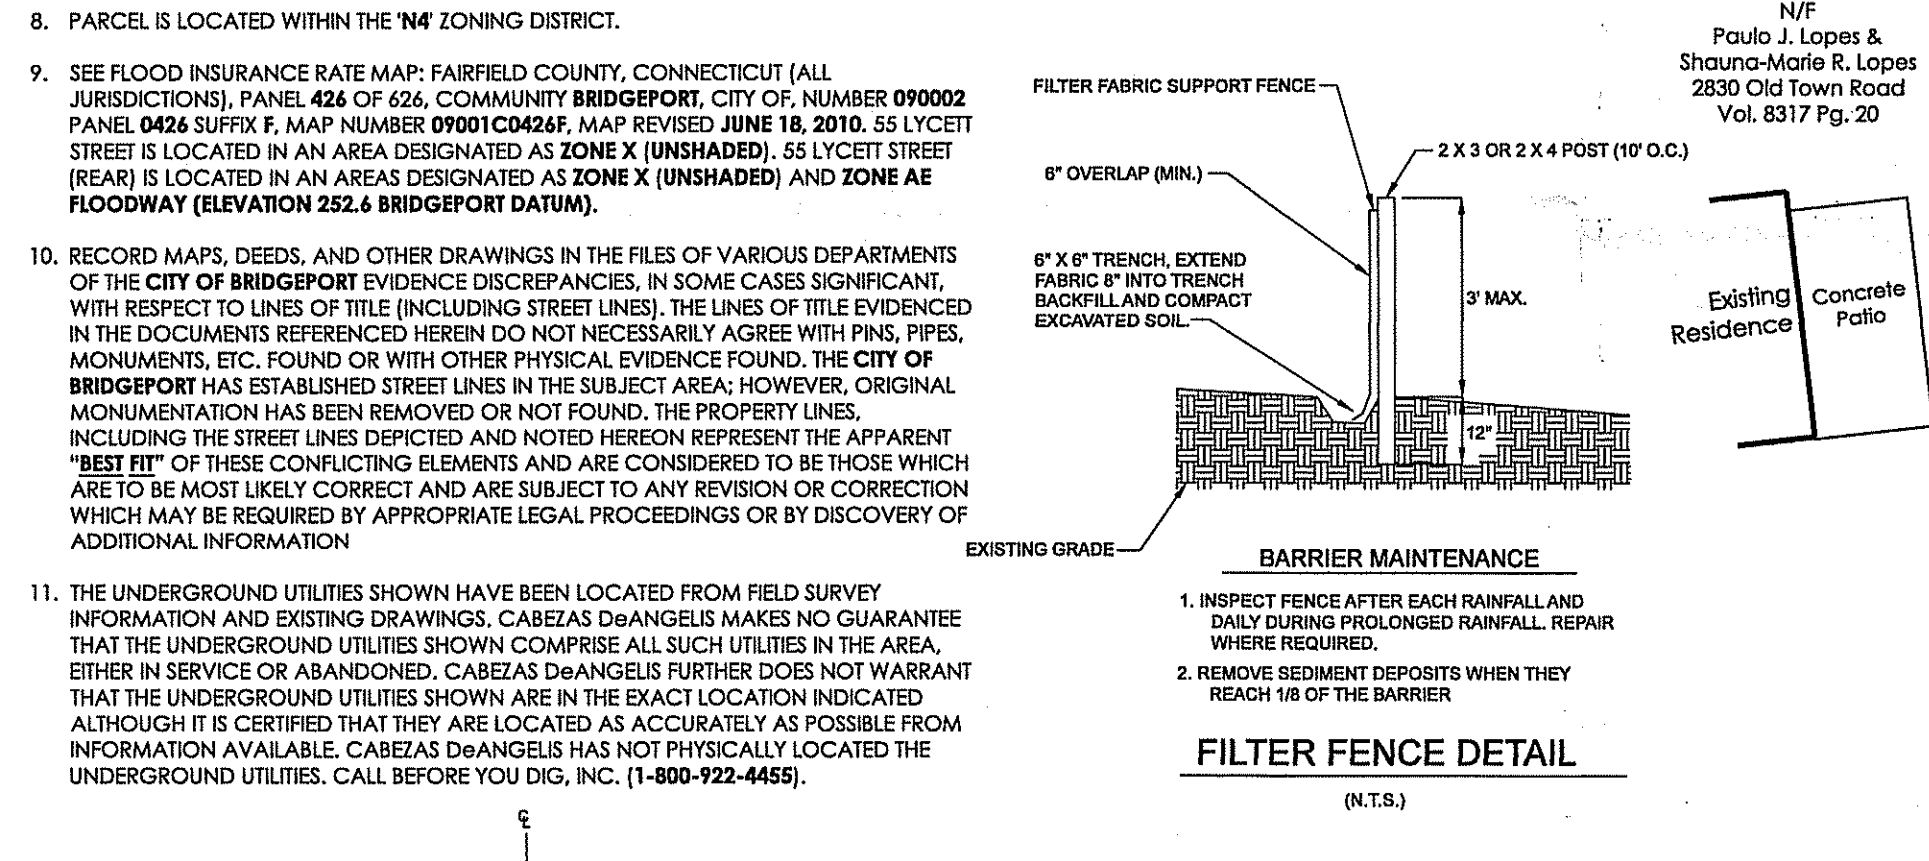 8. PARCEL IS LOCATED WITHIN THE 'N4' ZONING DISTRICT.
9. SEE FLOOD INSURANCE RATE MAP: FAIRFIELD COUNTY, CONNECTICUT (ALL
JURISDICTIONS), PANEL 426 OF 626, COMMUNITY BRIDGEPORT, CITY OF, NUMBER 090002
PANEL 0426 SUFFIX F, MAP NUMBER 09001C0426F, MAP REVISED JUNE 18, 2010. 55 LYCETT
STREET IS LOCATED IN AN AREA DESIGNATED AS ZONE X (UNSHADED). 55 LYCETT STREET
(REAR) IS LOCATED IN AN AREAS DESIGNATED AS ZONE X (UNSHADED) AND ZONE AE
FLOODWAY (ELEVATION 252.6 BRIDGEPORT DATUM).
10. RECORD MAPS, DEEDS, AND OTHER DRAWINGS IN THE FILES OF VARIOUS DEPARTMENTS
OF THE CITY OF BRIDGEPORT EVIDENCE DISCREPANCIES, IN SOME CASES SIGNIFICANT,
WITH RESPECT TO LINES OF TITLE (INCLUDING STREET LINES). THE LINES OF TITLE EVIDENCED
IN THE DOCUMENTS REFERENCED HEREIN DO NOT NECESSARILY AGREE WITH PINS, PIPES,
MONUMENTS, ETC. FOUND OR WITH OTHER PHYSICAL EVIDENCE FOUND. THE CITY OF
BRIDGEPORT HAS ESTABLISHED STREET LINES IN THE SUBJECT AREA; HOWEVER, ORIGINAL
MONUMENTATION HAS BEEN REMOVED OR NOT FOUND. THE PROPERTY LINES,
INCLUDING THE STREET LINES DEPICTED AND NOTED HEREON REPRESENT THE APPARENT
"BEST FIT" OF THESE CONFLICTING ELEMENTS AND ARE CONSIDERED TO BE THOSE WHICH
ARE TO BE MOST LIKELY CORRECT AND ARE SUBJECT TO ANY REVISION OR CORRECTION
WHICH MAY BE REQUIRED BY APPROPRIATE LEGAL PROCEEDINGS OR BY DISCOVERY OF
ADDITIONAL INFORMATION
11. THE UNDERGROUND UTILITIES SHOWN HAVE BEEN LOCATED FROM FIELD SURVEY
INFORMATION AND EXISTING DRAWINGS. CABEZAS DeANGELIS MAKES NO GUARANTEE
THAT THE UNDERGROUND UTILITIES SHOWN COMPRISE ALL SUCH UTILITIES IN THE AREA,
EITHER IN SERVICE OR ABANDONED. CABEZAS DeANGELIS FURTHER DOES NOT WARRANT
THAT THE UNDERGROUND UTILITIES SHOWN ARE IN THE EXACT LOCATION INDICATED
ALTHOUGH IT IS CERTIFIED THAT THEY ARE LOCATED AS ACCURATELY AS POSSIBLE FROM
INFORMATION AVAILABLE. CABEZAS DeANGELIS HAS NOT PHYSICALLY LOCATED THE
UNDERGROUND UTILITIES. CALL BEFORE YOU DIG, INC. (1-800-922-4455).
℄
FILTER FABRIC SUPPORT FENCE
2 X 3 OR 2 X 4 POST (10' O.C.)
6" OVERLAP (MIN.)
6" X 6" TRENCH, EXTEND
FABRIC 8" INTO TRENCH
BACKFILL AND COMPACT
EXCAVATED SOIL.
3' MAX.
12"
EXISTING GRADE
BARRIER MAINTENANCE
1. INSPECT FENCE AFTER EACH RAINFALL AND
DAILY DURING PROLONGED RAINFALL. REPAIR
WHERE REQUIRED.
2. REMOVE SEDIMENT DEPOSITS WHEN THEY
REACH 1/8 OF THE BARRIER
FILTER FENCE DETAIL
(N.T.S.)
N/F
Paulo J. Lopes &
Shauna-Marie R. Lopes
2830 Old Town Road
Vol. 8317 Pg. 20
Existing
Residence
Concrete
Patio